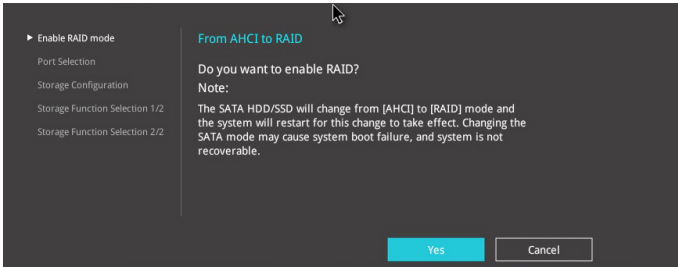 Enable RAID mode
Port Selection
Storage Configuration
Storage Function Selection 1/2
Storage Function Selection 2/2
From AHCI to RAID
Do you want to enable RAID?
Note:
The SATA HDD/SSD will change from [AHCI] to [RAID] mode and
the system will restart for this change to take effect. Changing the
SATA mode may cause system boot failure, and system is not
recoverable.
Yes
Cancel